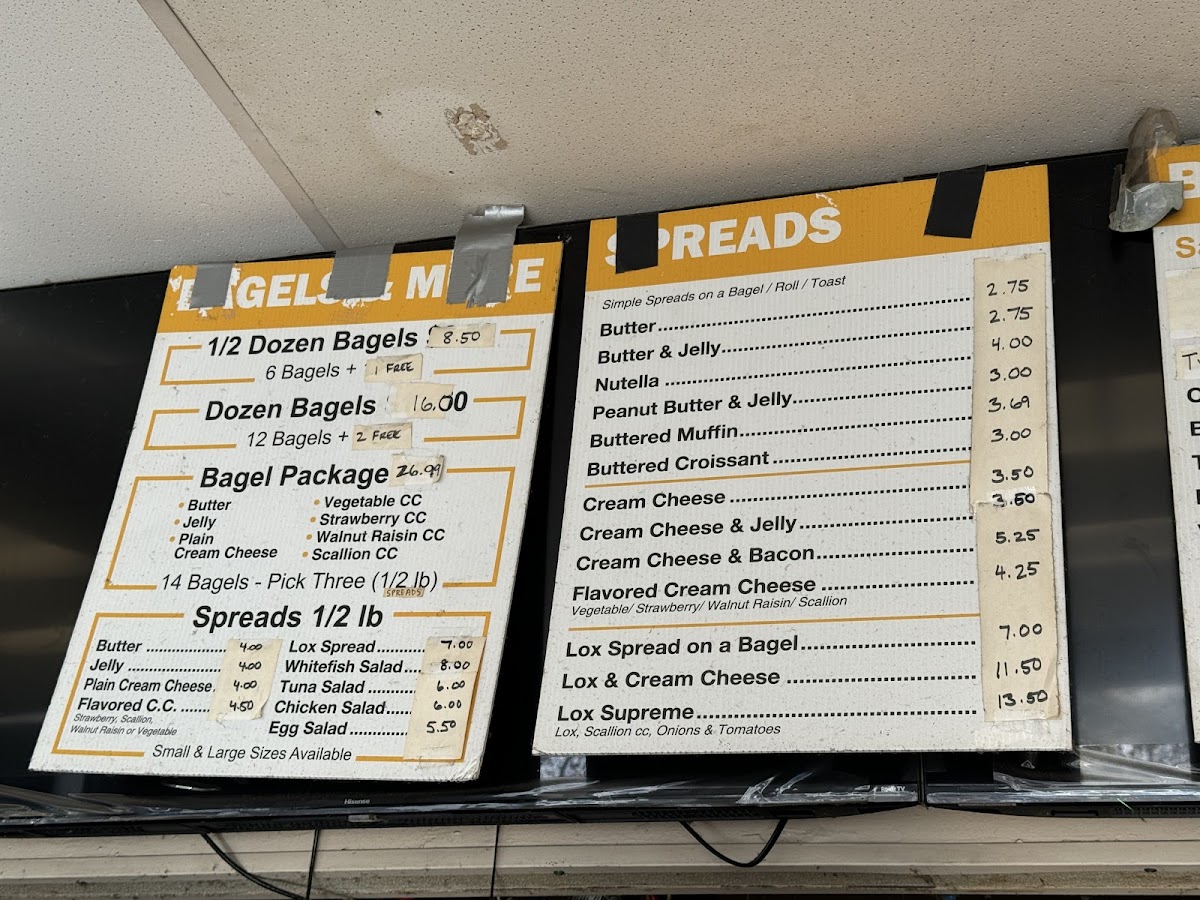 BAGELS & MORE
1/2 Dozen Bagels 8.50
6 Bagels + 1 FREE
Dozen Bagels 16.00
12 Bagels + 2 FREE
Bagel Package 26.99
• Butter
• Jelly
• Plain
Cream Cheese
• Vegetable CC
• Strawberry CC
• Walnut Raisin CC
• Scallion CC
14 Bagels - Pick Three (1/2 lb)
SPREADS
Spreads 1/2 lb
Butter .............. 4.00
Jelly .................. 4.00
Plain Cream Cheese. 4.00
Flavored C.C. ....... 4.50
Strawberry, Scallion,
Walnut Raisin or Vegetable
Lox Spread.......... 7.00
Whitefish Salad.... 8.00
Tuna Salad .......... 6.00
Chicken Salad...... 6.00
Egg Salad ............ 5.50
Small & Large Sizes Available
Hisense
SPREADS
Simple Spreads on a Bagel / Roll / Toast
Butter.......... 2.75
Butter & Jelly.......... 2.75
Nutella .......... 4.00
Peanut Butter & Jelly.......... 3.00
Buttered Muffin.......... 3.69
Buttered Croissant .......... 3.00
Cream Cheese .......... 3.50
Cream Cheese & Jelly.......... 3.50
Cream Cheese & Bacon.......... 5.25
Flavored Cream Cheese .......... 4.25
Vegetable/ Strawberry/ Walnut Raisin/ Scallion
Lox Spread on a Bagel.......... 7.00
Lox & Cream Cheese .......... 11.50
Lox Supreme.......... 13.50
Lox, Scallion cc, Onions & Tomatoes
Roku TV